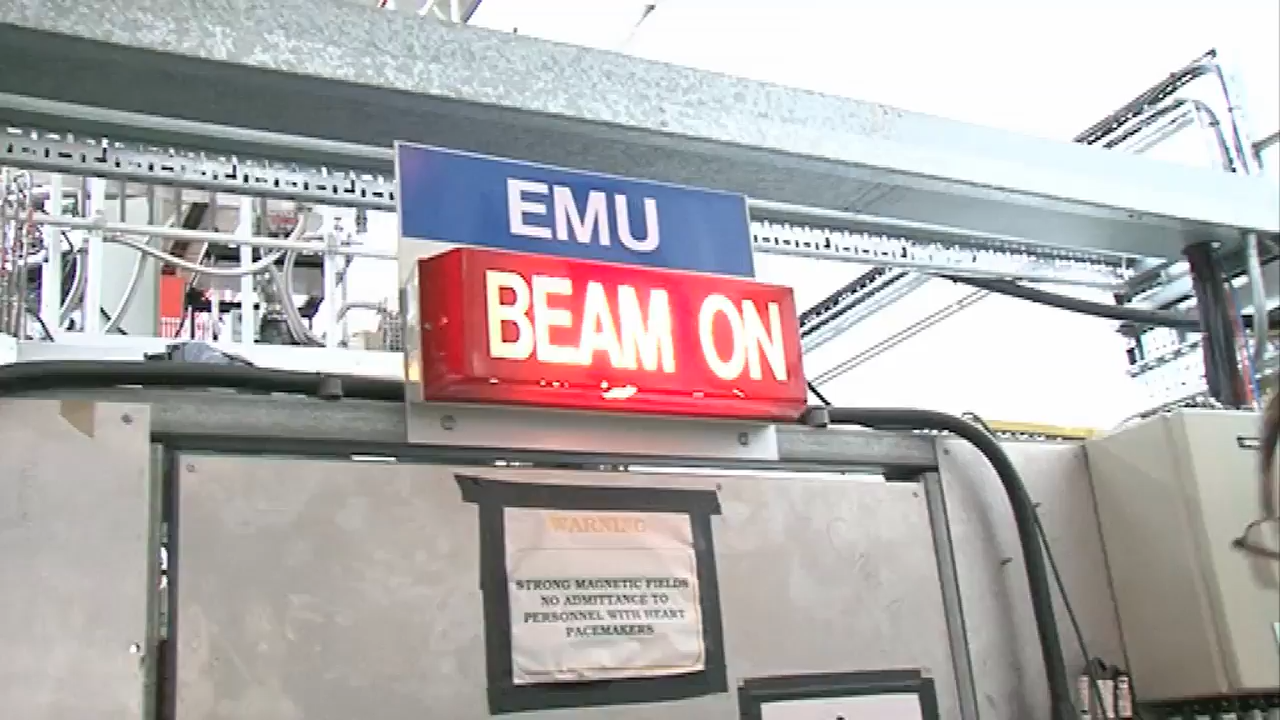 EMU
BEAM ON
WARNING
STRONG MAGNETIC FIELDS
NO ADMITTANCE TO
PERSONNEL WITH HEART
PACEMAKERS